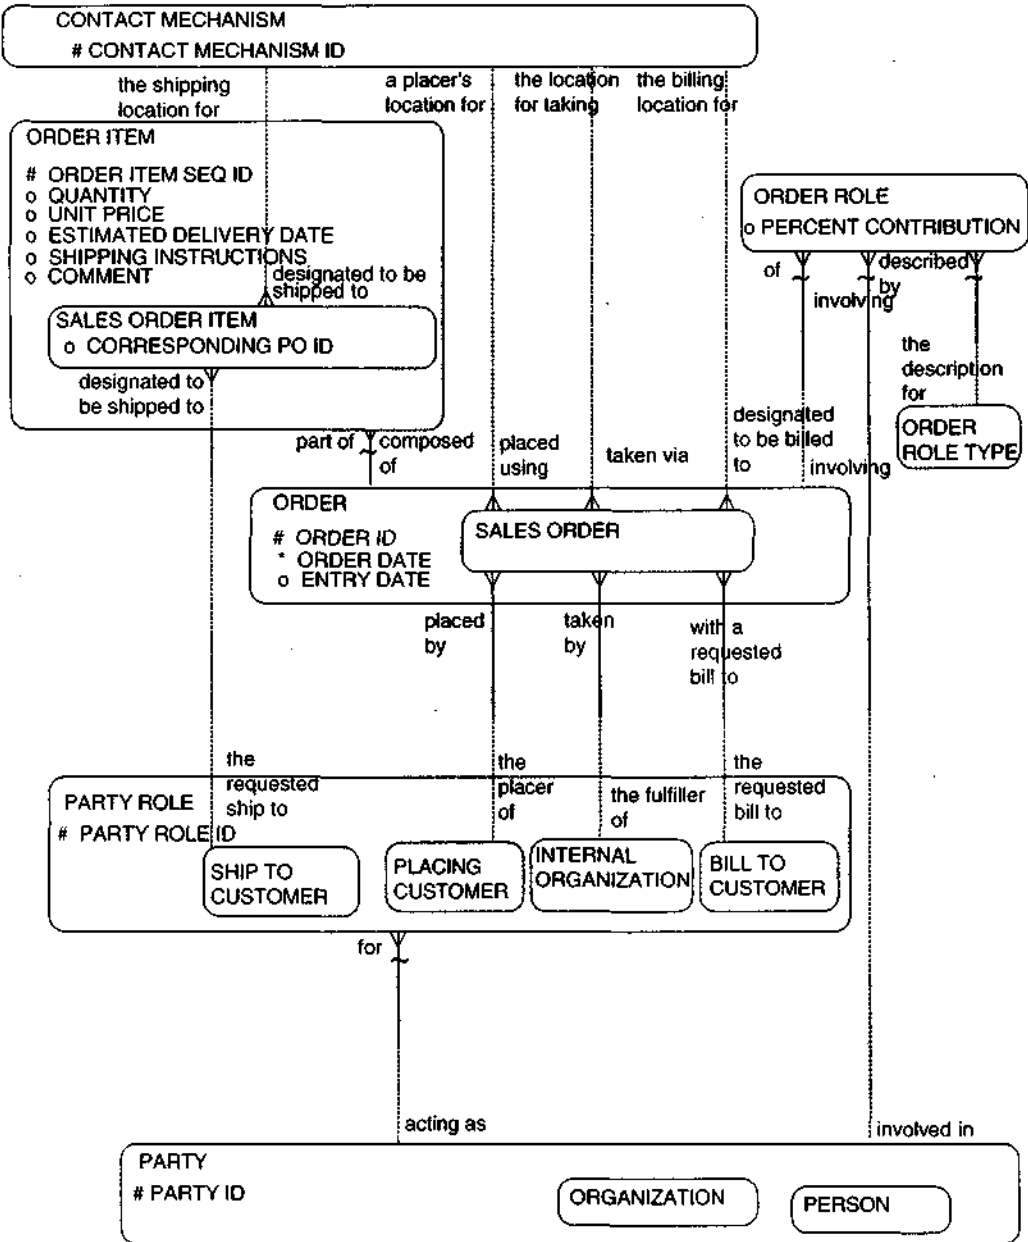 CONTACT MECHANISM
# CONTACT MECHANISM ID
the shipping
location for
a placer's
location for
the location
for taking
the billing
location for
ORDER ITEM
# ORDER ITEM SEQ ID
o QUANTITY
o UNIT PRICE
o ESTIMATED DELIVERY DATE
o SHIPPING INSTRUCTIONS
o COMMENT
designated to be
shipped to
SALES ORDER ITEM
o CORRESPONDING PO ID
designated to
be shipped to
ORDER ROLE
o PERCENT CONTRIBUTION
of
involving
described
by
the
description
for
ORDER
ROLE TYPE
part of
composed
of
placed
using
taken via
designated
to be billed
to
involving
ORDER
# ORDER ID
* ORDER DATE
o ENTRY DATE
SALES ORDER
placed
by
taken
by
with a
requested
bill to
the
requested
ship to
the
placer
of
the fulfiller
of
the
requested
bill to
PARTY ROLE
# PARTY ROLE ID
SHIP TO
CUSTOMER
PLACING
CUSTOMER
INTERNAL
ORGANIZATION
BILL TO
CUSTOMER
for
acting as
involved in
PARTY
# PARTY ID
ORGANIZATION
PERSON